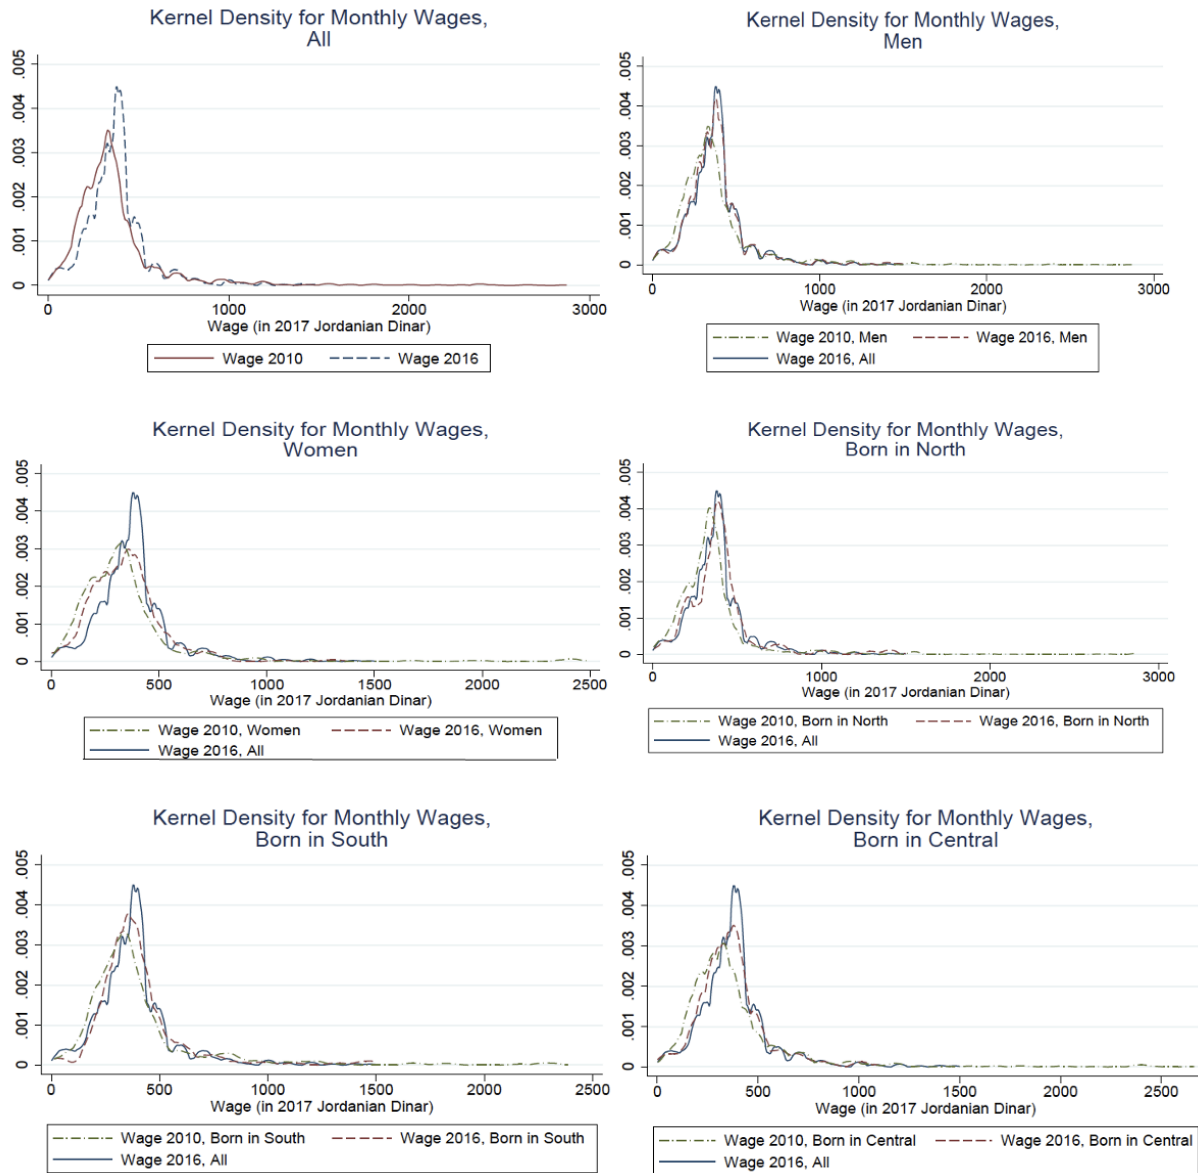 Kernel Density for Monthly Wages,
All
.005
.004
.003
.002
.001
0
0 1000 2000 3000
Wage (in 2017 Jordanian Dinar)
Wage 2010 Wage 2016
Kernel Density for Monthly Wages,
Men
.005
.004
.003
.002
.001
0
0 1000 2000 3000
Wage (in 2017 Jordanian Dinar)
Wage 2010, Men Wage 2016, Men
Wage 2016, All
Kernel Density for Monthly Wages,
Women
.005
.004
.003
.002
.001
0
0 500 1000 1500 2000 2500
Wage (in 2017 Jordanian Dinar)
Wage 2010, Women Wage 2016, Women
Wage 2016, All
Kernel Density for Monthly Wages,
Born in North
.005
.004
.003
.002
.001
0
0 1000 2000 3000
Wage (in 2017 Jordanian Dinar)
Wage 2010, Born in North Wage 2016, Born in North
Wage 2016, All
Kernel Density for Monthly Wages,
Born in South
.005
.004
.003
.002
.001
0
0 500 1000 1500 2000 2500
Wage (in 2017 Jordanian Dinar)
Wage 2010, Born in South Wage 2016, Born in South
Wage 2016, All
Kernel Density for Monthly Wages,
Born in Central
.005
.004
.003
.002
.001
0
0 500 1000 1500 2000 2500
Wage (in 2017 Jordanian Dinar)
Wage 2010, Born in Central Wage 2016, Born in Central
Wage 2016, All